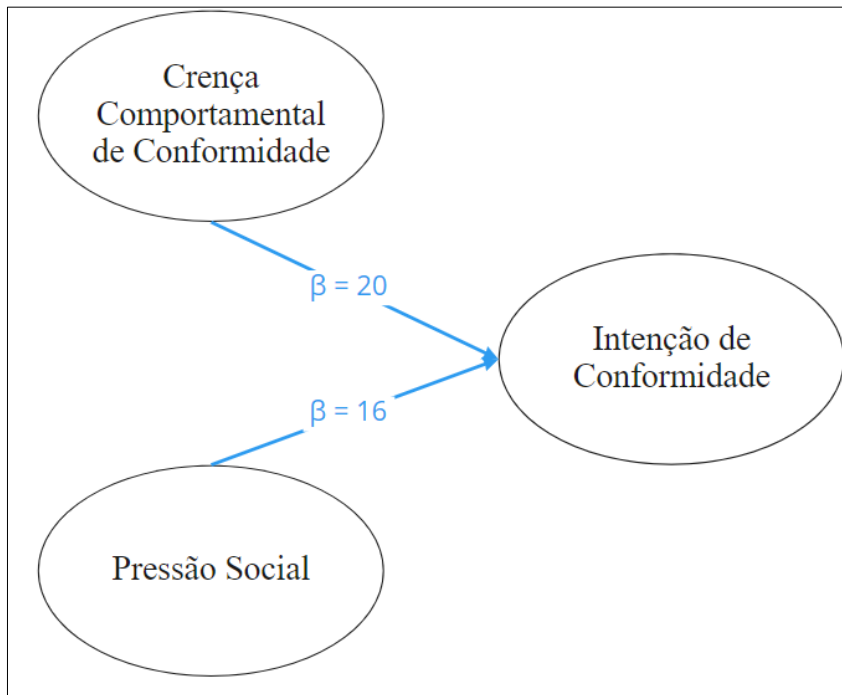 Crença
Comportamental
de Conformidade
β = 20
Intenção de
Conformidade
β = 16
Pressão Social